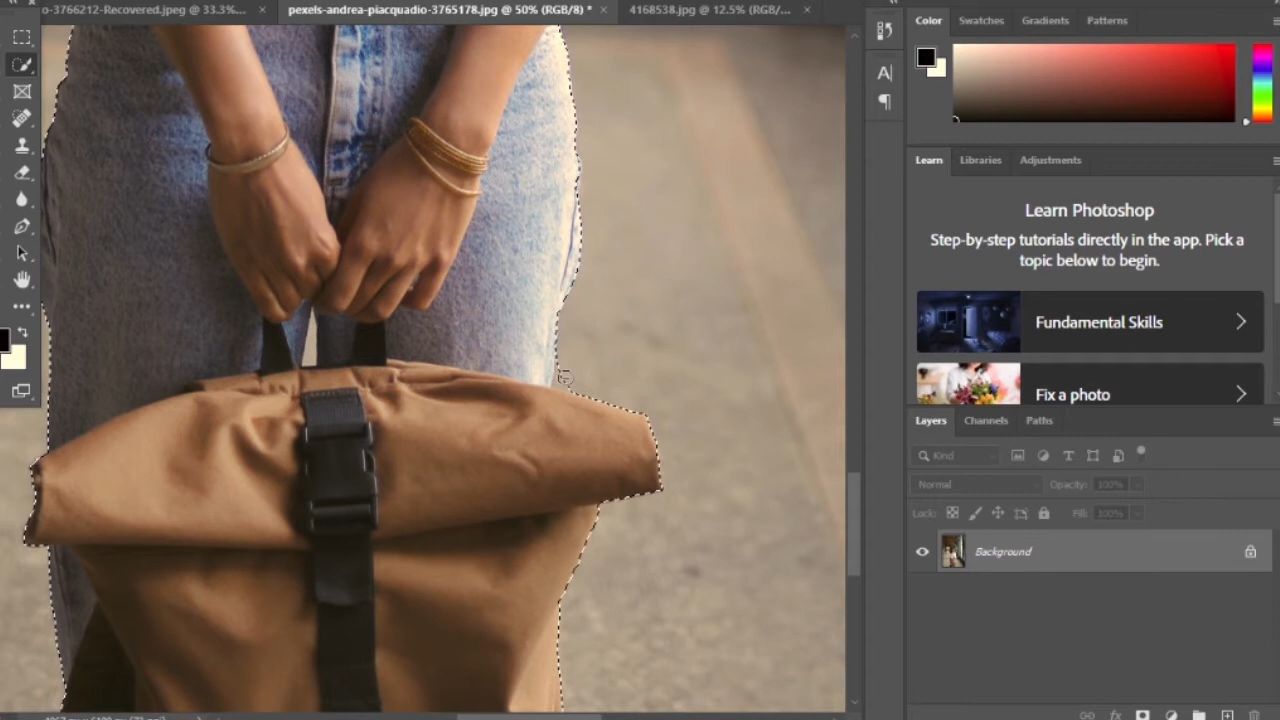 o-3766212-Recovered.jpeg @ 33.3%... × pexels-andrea-piacquadio-3765178.jpg @ 50% (RGB/8) * × 4168538.jpg @ 12.5% (RGB/... ×
Color Swatches Gradients Patterns
Learn Libraries Adjustments
Learn Photoshop
Step-by-step tutorials directly in the app. Pick a
topic below to begin.
Fundamental Skills
Fix a photo
Layers Channels Paths
Kind
Normal Opacity: 100%
Lock: Fill: 100%
Background
fx